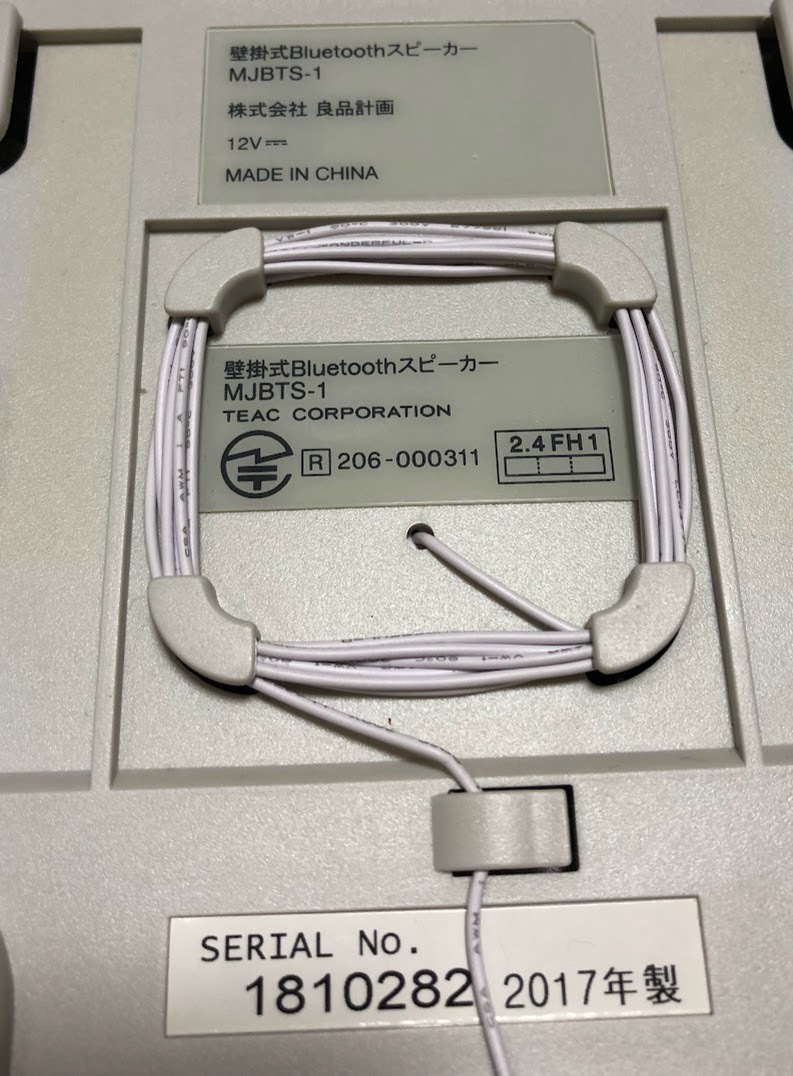 壁掛式Bluetoothスピーカー
MJBTS-1
株式会社 良品計画
12V⎓
MADE IN CHINA
壁掛式Bluetoothスピーカー
MJBTS-1
TEAC CORPORATION
R 206-000311
2.4FH1
SERIAL No.
1810282 2017年製
AWM